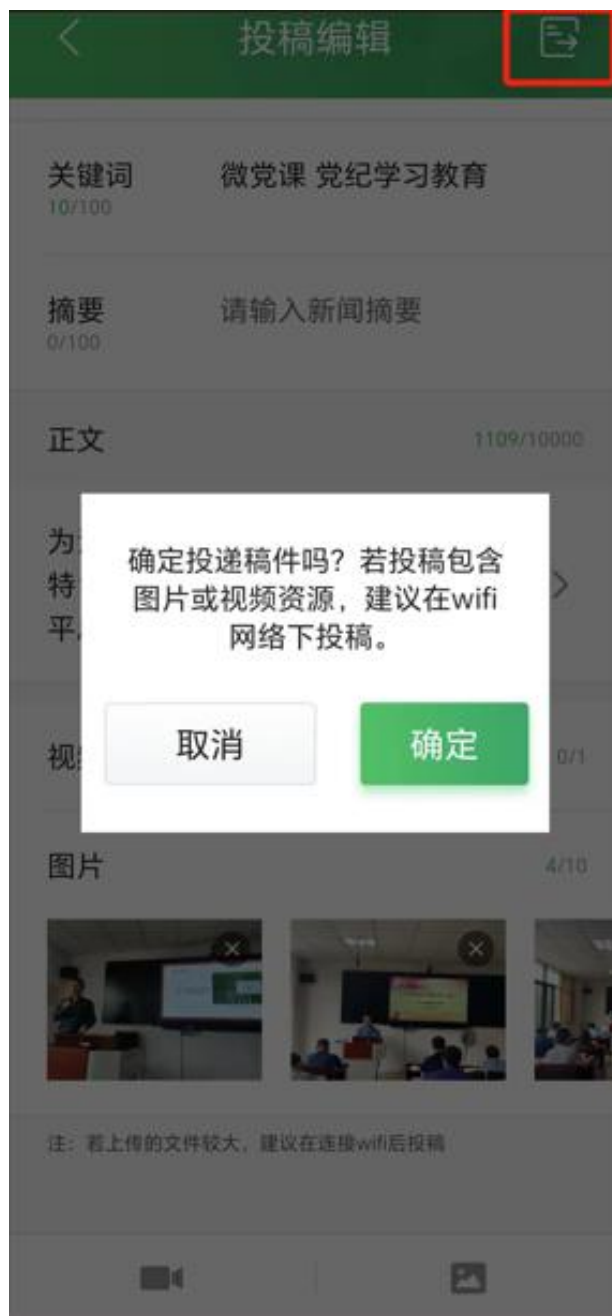 投稿编辑
关键词 微党课 党纪学习教育
10/100
摘要 请输入新闻摘要
0/100
正文 1109/10000
为
特
平
确定投递稿件吗？若投稿包含
图片或视频资源，建议在wifi
网络下投稿。
取消 确定
视 0/1
图片 4/10
注：若上传的文件较大，建议在连接wifi后投稿